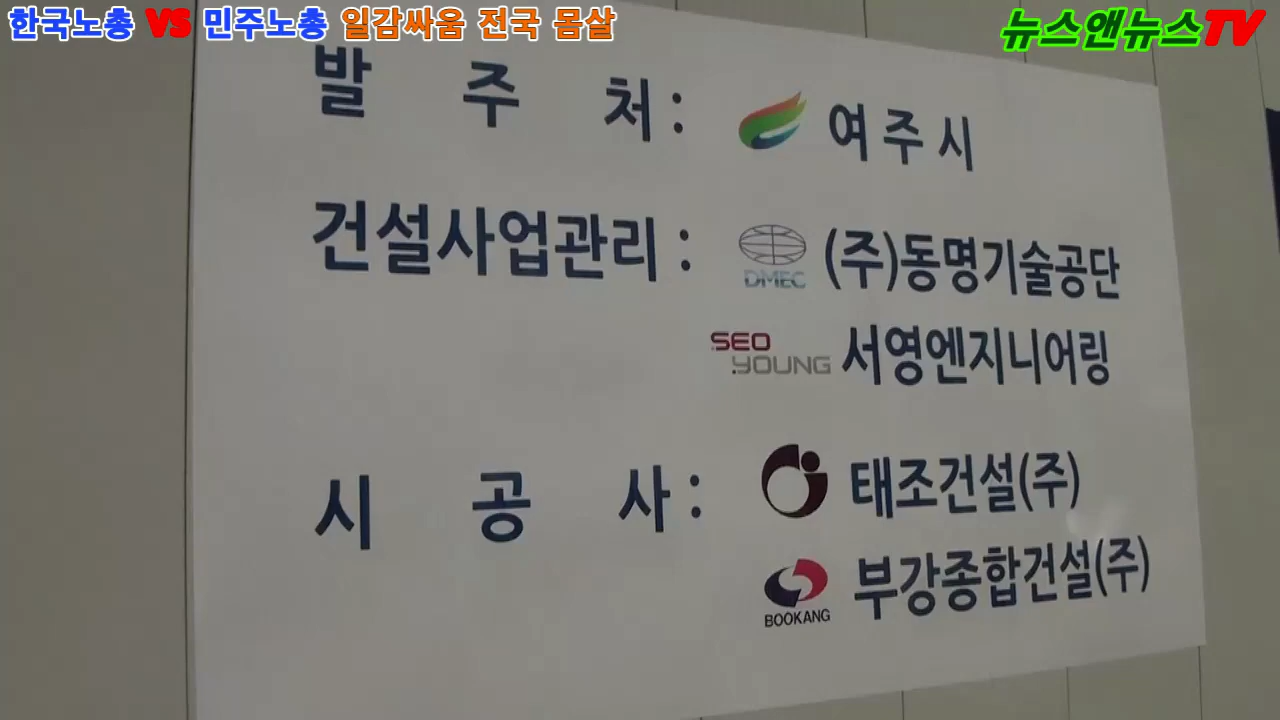 한국노총 VS 민주노총 일감싸움 전국 몸살
뉴스앤뉴스TV
발 주 처 : 여 주 시
건설사업관리 : DMEC (주)동명기술공단
SEO YOUNG 서영엔지니어링
시 공 사 : 태조건설(주)
BOOKANG 부강종합건설(주)